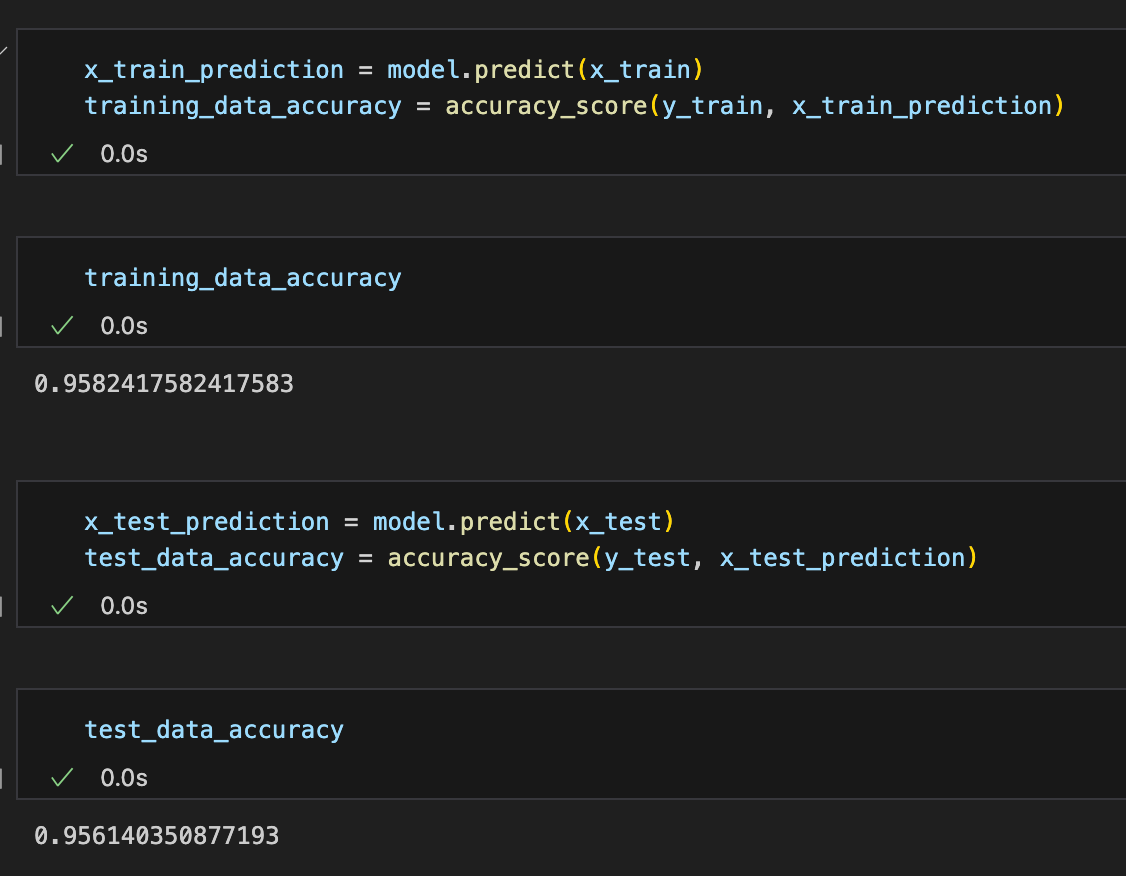 x_train_prediction = model.predict(x_train)
training_data_accuracy = accuracy_score(y_train, x_train_prediction)
0.0s
training_data_accuracy
0.0s
0.9582417582417583
x_test_prediction = model.predict(x_test)
test_data_accuracy = accuracy_score(y_test, x_test_prediction)
0.0s
test_data_accuracy
0.0s
0.956140350877193